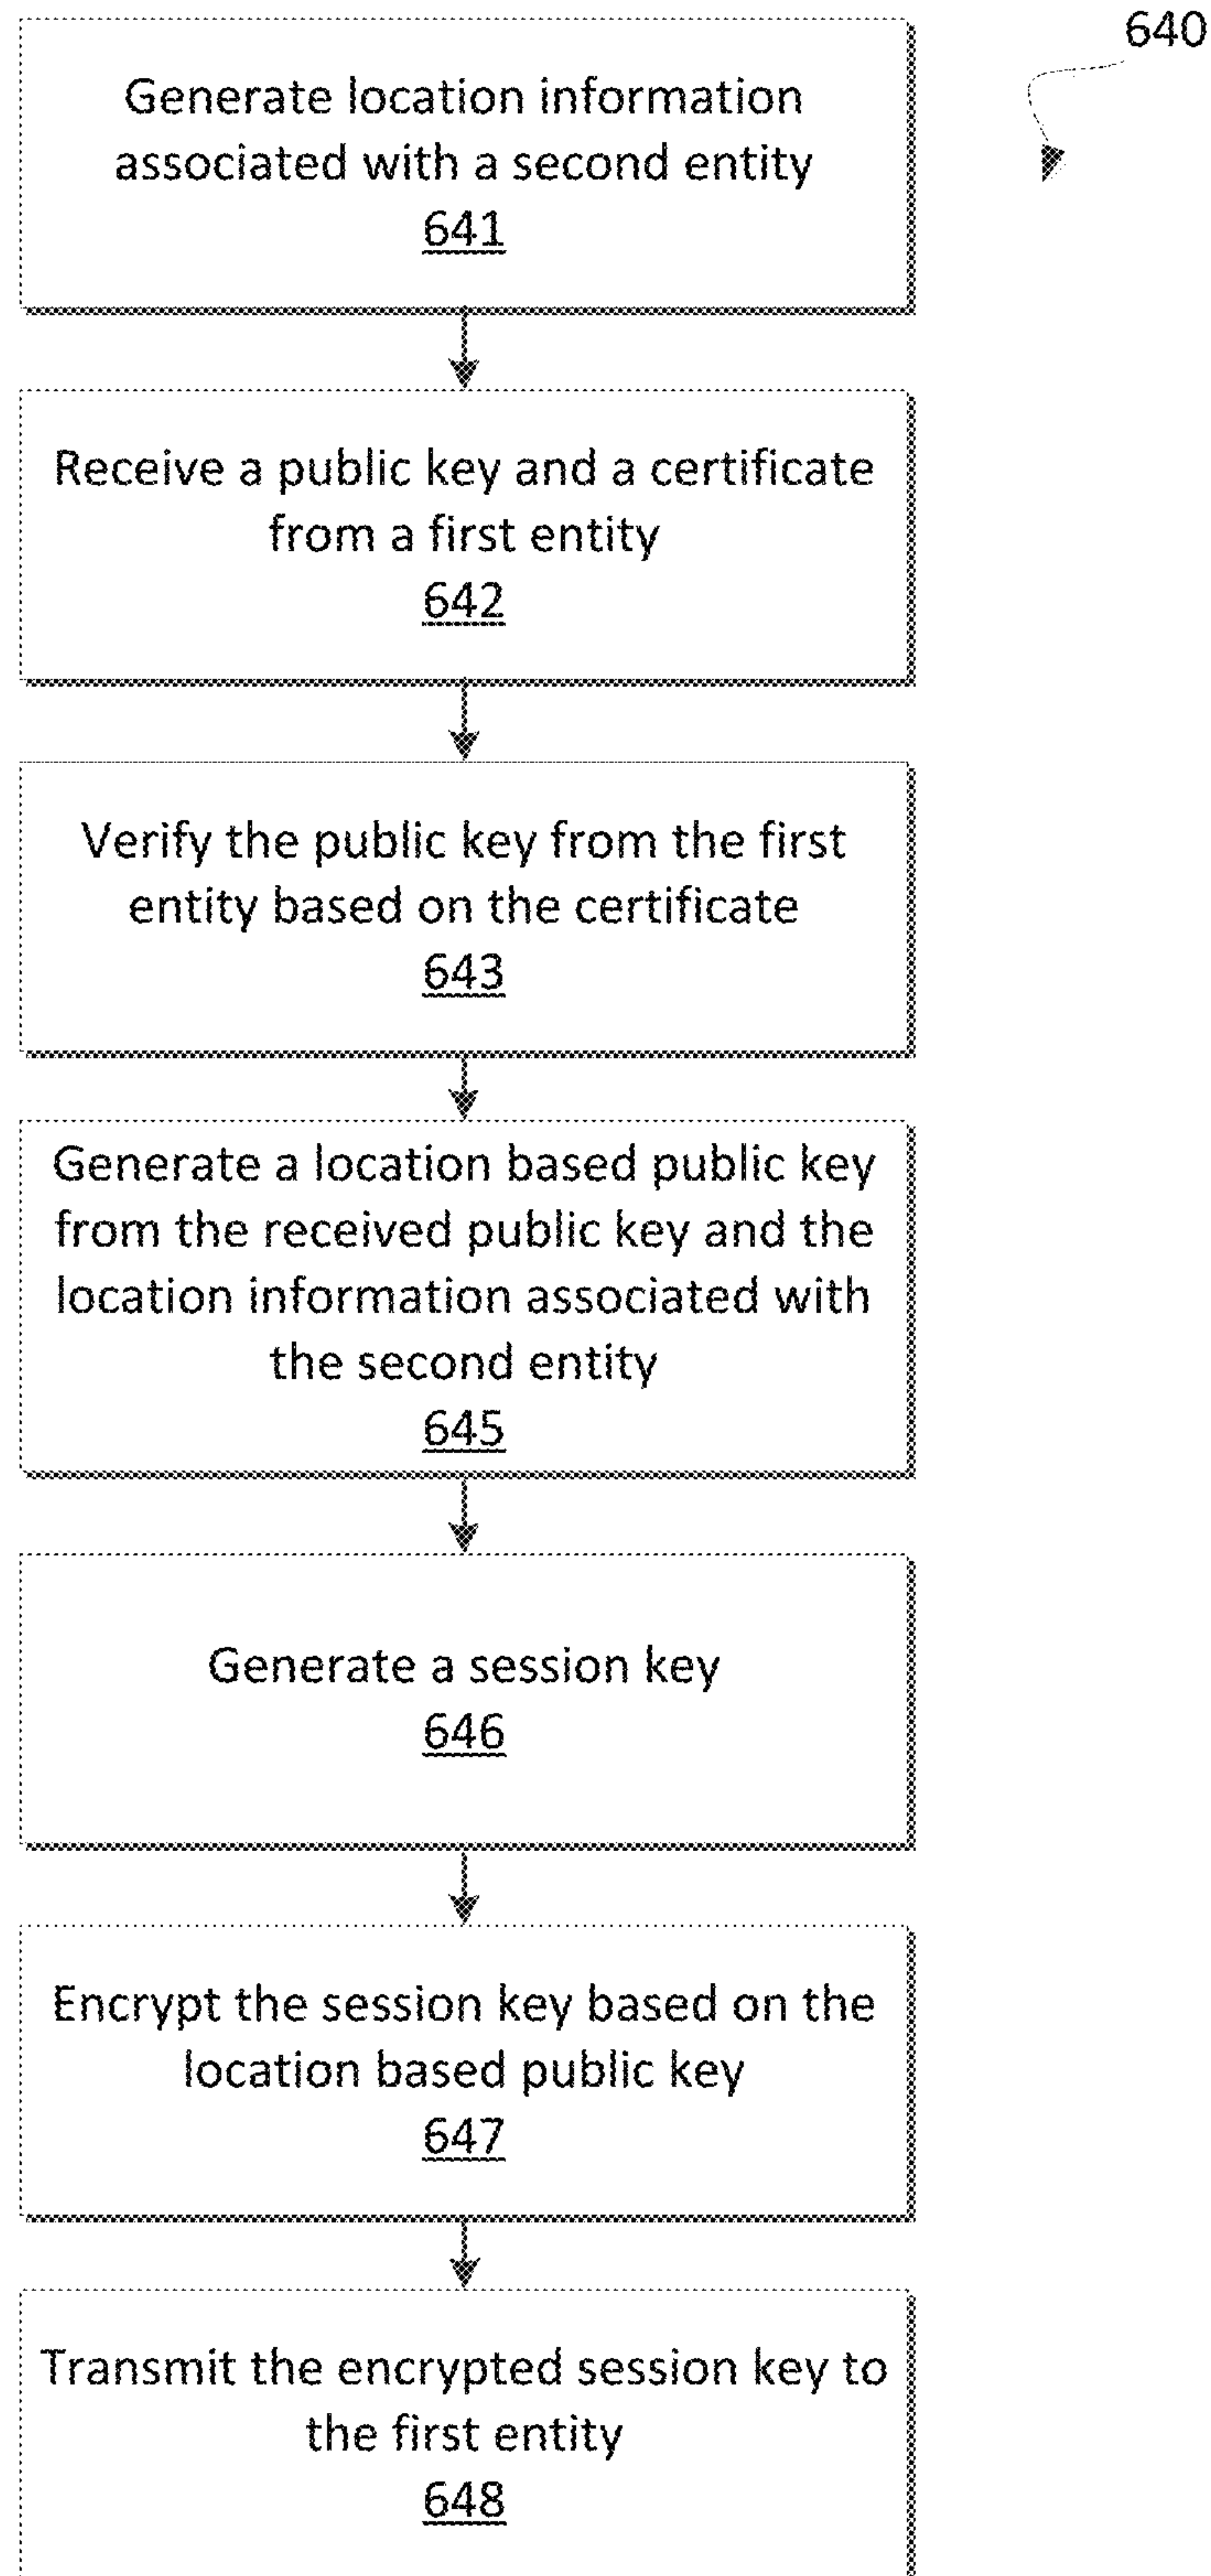 640
Generate location information
associated with a second entity
641
Receive a public key and a certificate
from a first entity
642
Verify the public key from the first
entity based on the certificate
643
Generate a location based public key
from the received public key and the
location information associated with
the second entity
645
Generate a session key
646
Encrypt the session key based on the
location based public key
647
Transmit the encrypted session key to
the first entity
648